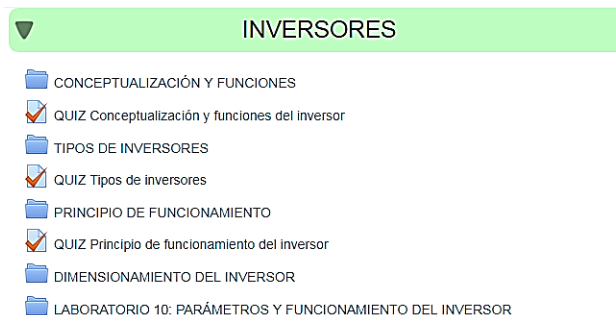 INVERSORES
CONCEPTUALIZACIÓN Y FUNCIONES
QUIZ Conceptualización y funciones del inversor
TIPOS DE INVERSORES
QUIZ Tipos de inversores
PRINCIPIO DE FUNCIONAMIENTO
QUIZ Principio de funcionamiento del inversor
DIMENSIONAMIENTO DEL INVERSOR
LABORATORIO 10: PARÁMETROS Y FUNCIONAMIENTO DEL INVERSOR